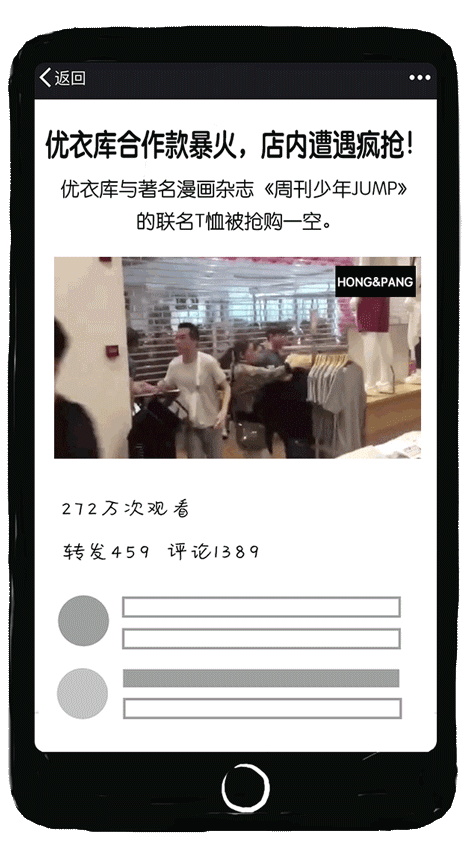 返回
优衣库合作款暴火，店内遭遇疯抢！
优衣库与著名漫画杂志《周刊少年JUMP》
的联名T恤被抢购一空。
HONG&PANG
272万次观看
转发459 评论1389